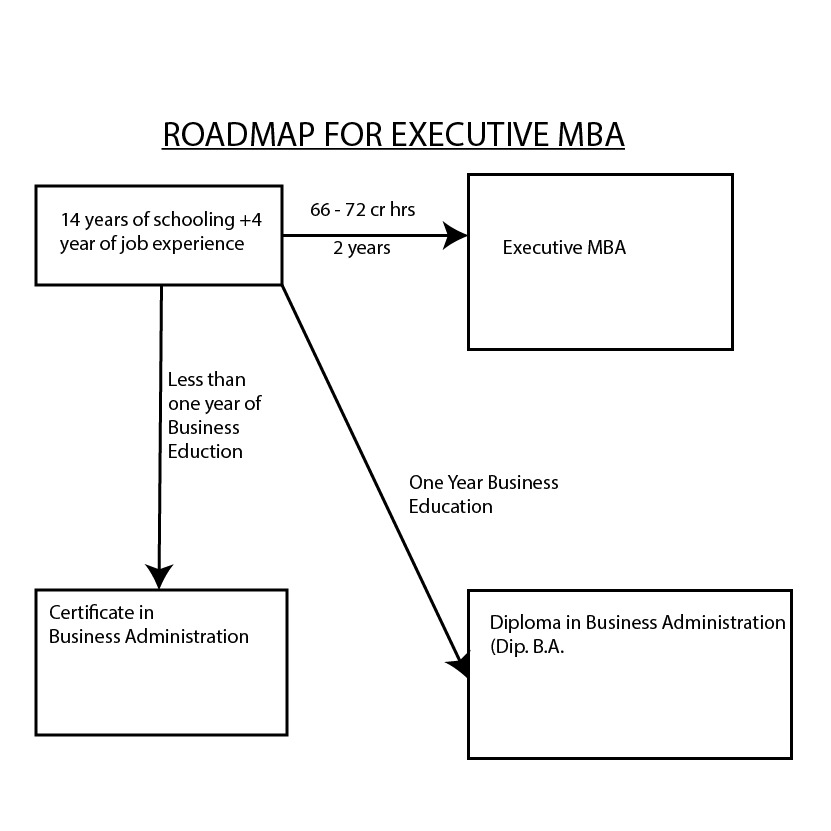 ROADMAP FOR EXECUTIVE MBA
14 years of schooling +4
year of job experience
66 - 72 cr hrs
2 years
Executive MBA
Less than
one year of
Business
Eduction
One Year Business
Education
Certificate in
Business Administration
Diploma in Business Administration
(Dip. B.A.